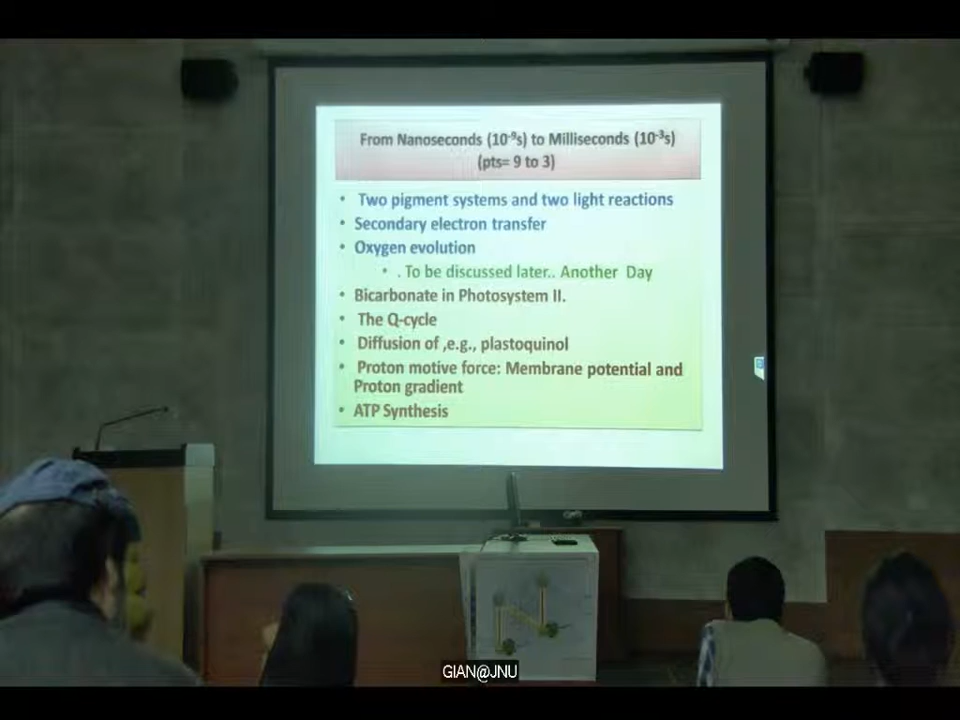 From Nanoseconds (10⁻⁹s) to Milliseconds (10⁻³s)
(pts= 9 to 3)
• Two pigment systems and two light reactions
• Secondary electron transfer
• Oxygen evolution
• . To be discussed later.. Another Day
• Bicarbonate in Photosystem II.
• The Q-cycle
• Diffusion of ,e.g., plastoquinol
• Proton motive force: Membrane potential and
Proton gradient
• ATP Synthesis
GIAN@JNU